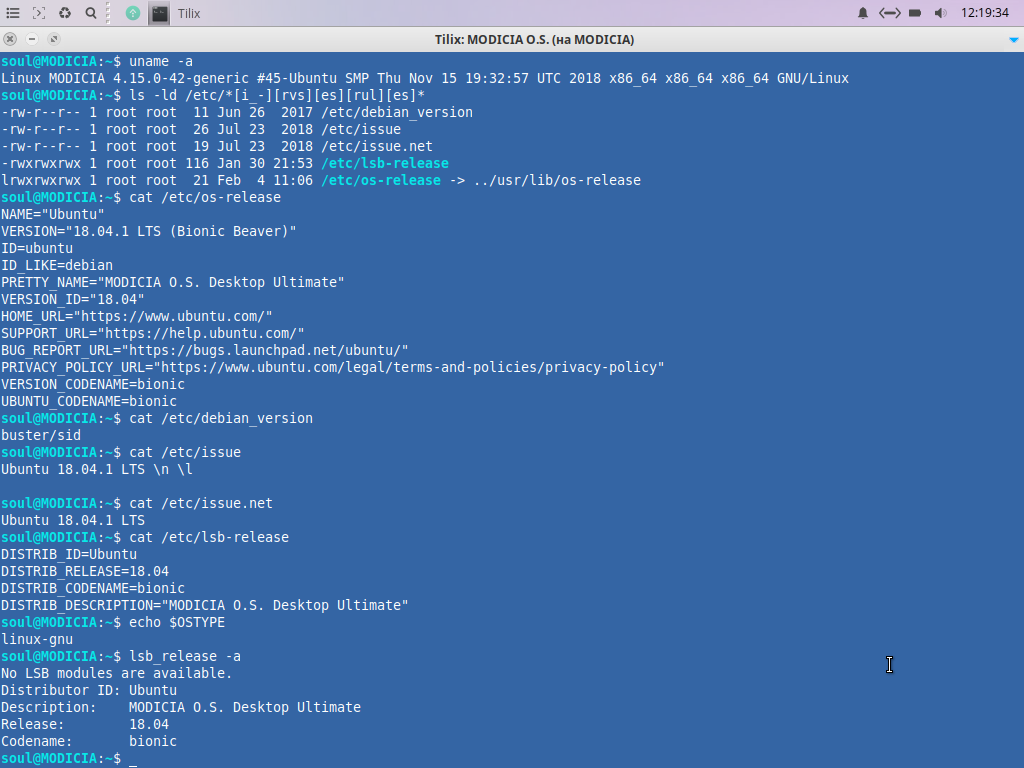 Tilix 12:19:34
Tilix: MODICIA O.S. (на MODICIA)
soul@MODICIA:~$ uname -a
Linux MODICIA 4.15.0-42-generic #45-Ubuntu SMP Thu Nov 15 19:32:57 UTC 2018 x86_64 x86_64 x86_64 GNU/Linux
soul@MODICIA:~$ ls -ld /etc/*[i_-][rvs][es][rul][es]*
-rw-r--r-- 1 root root  11 Jun 26  2017 /etc/debian_version
-rw-r--r-- 1 root root  26 Jul 23  2018 /etc/issue
-rw-r--r-- 1 root root  19 Jul 23  2018 /etc/issue.net
-rwxrwxrwx 1 root root 116 Jan 30 21:53 /etc/lsb-release
lrwxrwxrwx 1 root root  21 Feb  4 11:06 /etc/os-release -> ../usr/lib/os-release
soul@MODICIA:~$ cat /etc/os-release
NAME="Ubuntu"
VERSION="18.04.1 LTS (Bionic Beaver)"
ID=ubuntu
ID_LIKE=debian
PRETTY_NAME="MODICIA O.S. Desktop Ultimate"
VERSION_ID="18.04"
HOME_URL="https://www.ubuntu.com/"
SUPPORT_URL="https://help.ubuntu.com/"
BUG_REPORT_URL="https://bugs.launchpad.net/ubuntu/"
PRIVACY_POLICY_URL="https://www.ubuntu.com/legal/terms-and-policies/privacy-policy"
VERSION_CODENAME=bionic
UBUNTU_CODENAME=bionic
soul@MODICIA:~$ cat /etc/debian_version
buster/sid
soul@MODICIA:~$ cat /etc/issue
Ubuntu 18.04.1 LTS \n \l
soul@MODICIA:~$ cat /etc/issue.net
Ubuntu 18.04.1 LTS
soul@MODICIA:~$ cat /etc/lsb-release
DISTRIB_ID=Ubuntu
DISTRIB_RELEASE=18.04
DISTRIB_CODENAME=bionic
DISTRIB_DESCRIPTION="MODICIA O.S. Desktop Ultimate"
soul@MODICIA:~$ echo $OSTYPE
linux-gnu
soul@MODICIA:~$ lsb_release -a
No LSB modules are available.
Distributor ID: Ubuntu
Description:    MODICIA O.S. Desktop Ultimate
Release:        18.04
Codename:       bionic
soul@MODICIA:~$ _